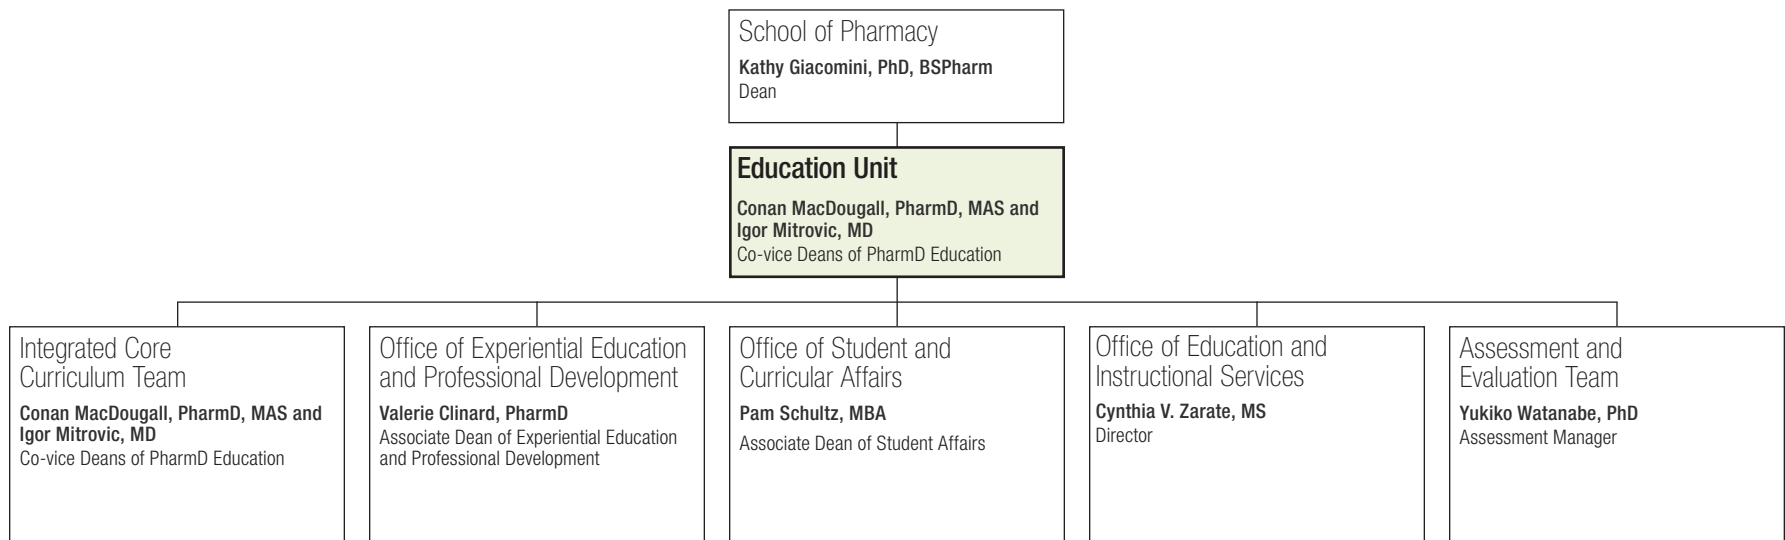 School of Pharmacy
Kathy Giacomini, PhD, BSPharm
Dean
Education Unit
Conan MacDougall, PharmD, MAS and
Igor Mitrovic, MD
Co-vice Deans of PharmD Education
Integrated Core
Curriculum Team
Conan MacDougall, PharmD, MAS and
Igor Mitrovic, MD
Co-vice Deans of PharmD Education
Office of Experiential Education
and Professional Development
Valerie Clinard, PharmD
Associate Dean of Experiential Education
and Professional Development
Office of Student and
Curricular Affairs
Pam Schultz, MBA
Associate Dean of Student Affairs
Office of Education and
Instructional Services
Cynthia V. Zarate, MS
Director
Assessment and
Evaluation Team
Yukiko Watanabe, PhD
Assessment Manager